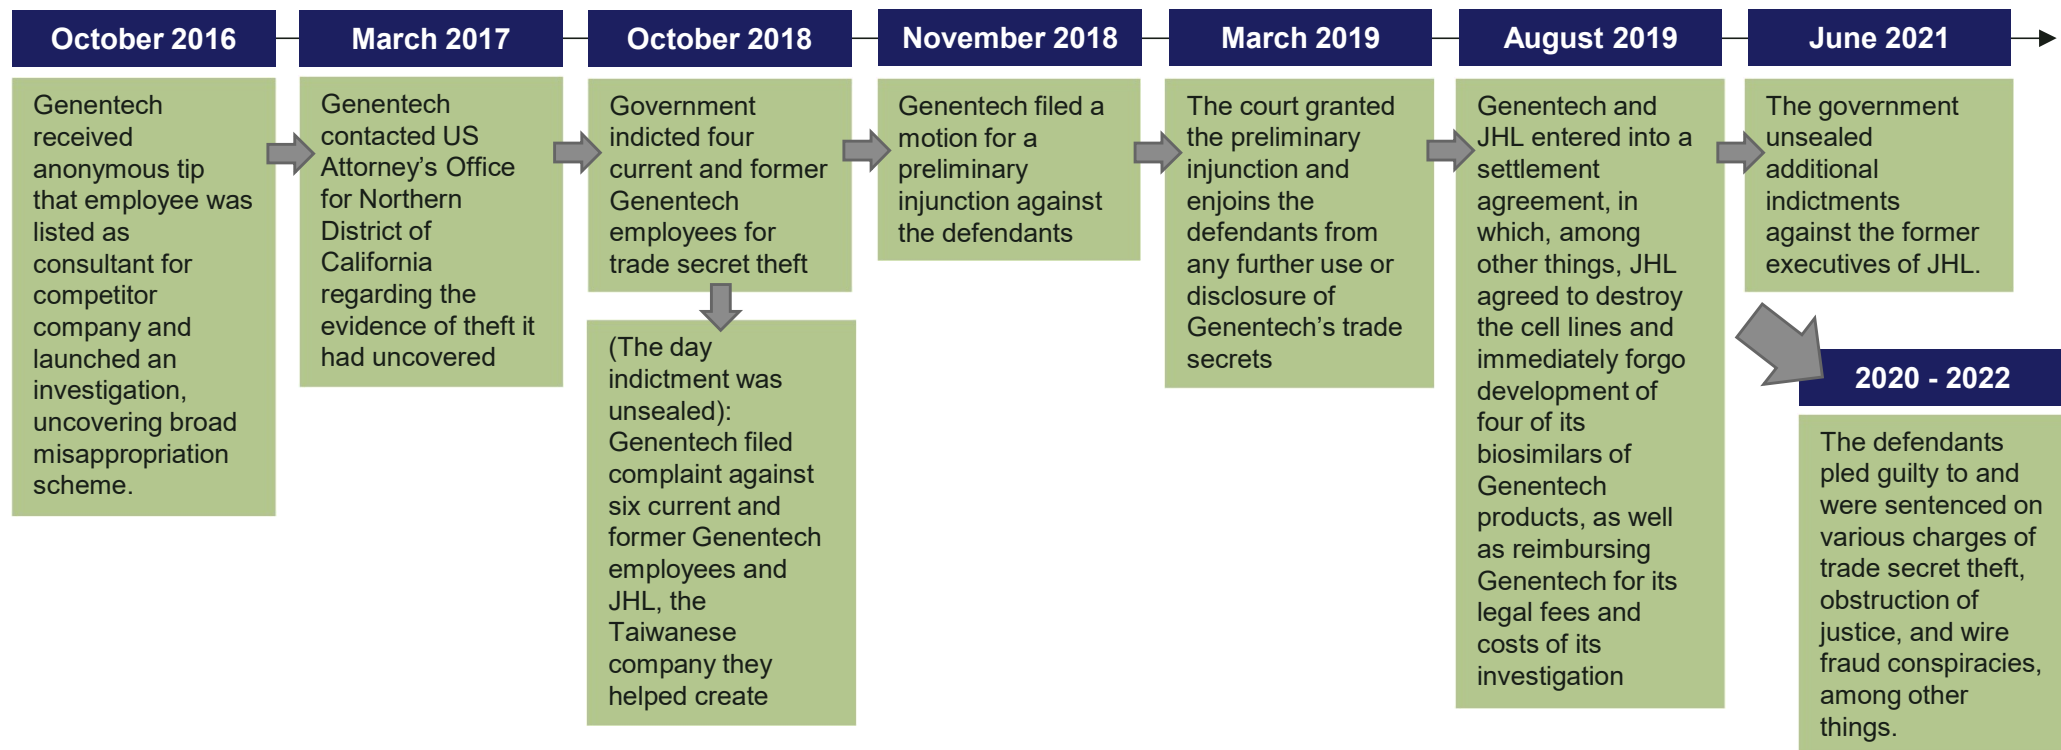 October 2016
March 2017
October 2018
November 2018
March 2019
August 2019
June 2021
Genentech
received
anonymous tip
that employee was
listed as
consultant for
competitor
company and
launched an
investigation,
uncovering broad
misappropriation
scheme.
Genentech
contacted US
Attorney’s Office
for Northern
District of
California
regarding the
evidence of theft it
had uncovered
Government
indicted four
current and former
Genentech
employees for
trade secret theft
(The day
indictment was
unsealed):
Genentech filed
complaint against
six current and
former Genentech
employees and
JHL, the
Taiwanese
company they
helped create
Genentech filed a
motion for a
preliminary
injunction against
the defendants
The court granted
the preliminary
injunction and
enjoins the
defendants from
any further use or
disclosure of
Genentech’s trade
secrets
Genentech and
JHL entered into a
settlement
agreement, in
which, among
other things, JHL
agreed to destroy
the cell lines and
immediately forgo
development of
four of its
biosimilars of
Genentech
products, as well
as reimbursing
Genentech for its
legal fees and
costs of its
investigation
The government
unsealed
additional
indictments
against the former
executives of JHL.
2020 - 2022
The defendants
pled guilty to and
were sentenced on
various charges of
trade secret theft,
obstruction of
justice, and wire
fraud conspiracies,
among other
things.